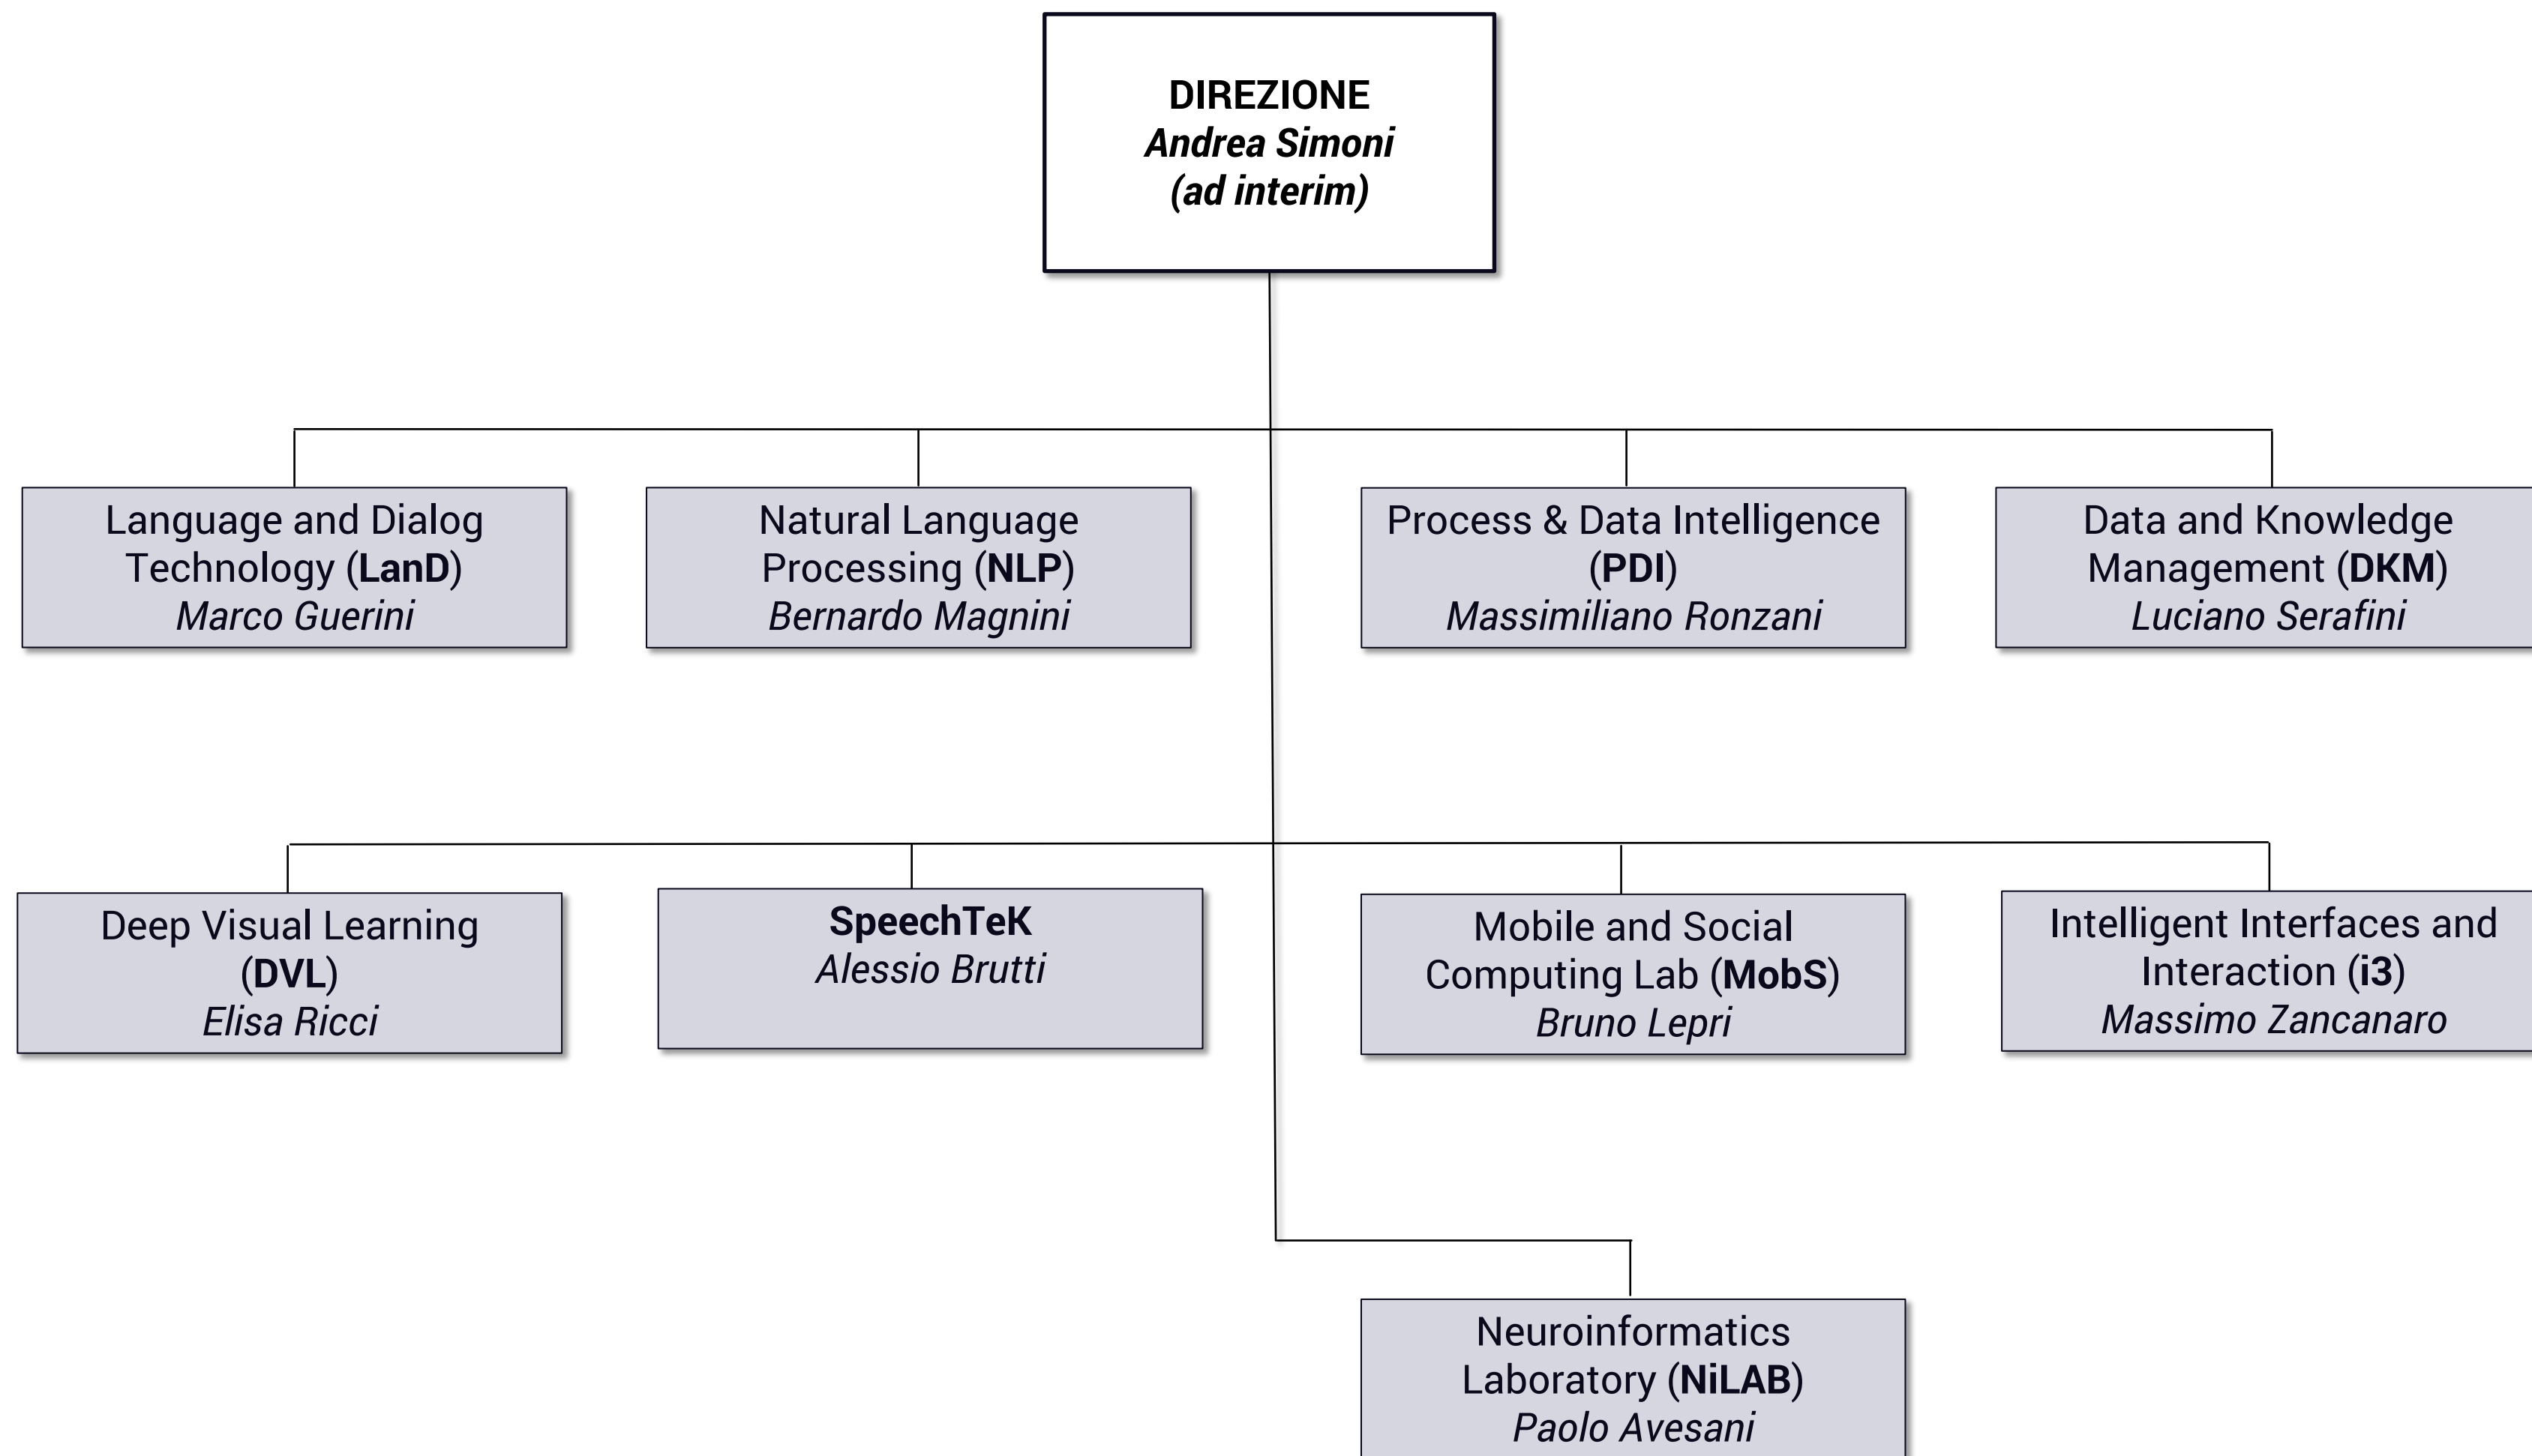 DIREZIONE
Andrea Simoni
(ad interim)
Language and Dialog
Technology (LanD)
Marco Guerini
Natural Language
Processing (NLP)
Bernardo Magnini
Process & Data Intelligence
(PDI)
Massimiliano Ronzani
Data and Knowledge
Management (DKM)
Luciano Serafini
Deep Visual Learning
(DVL)
Elisa Ricci
SpeechTeK
Alessio Brutti
Mobile and Social
Computing Lab (MobS)
Bruno Lepri
Intelligent Interfaces and
Interaction (i3)
Massimo Zancanaro
Neuroinformatics
Laboratory (NiLAB)
Paolo Avesani